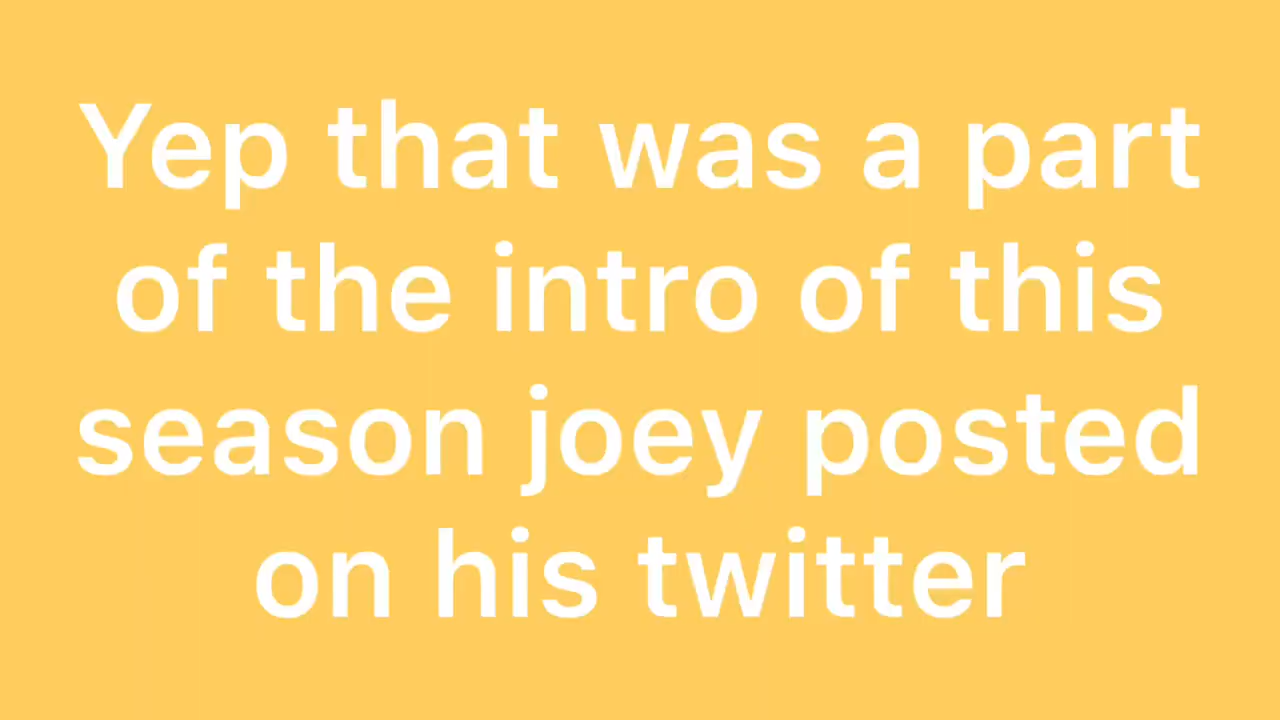 Yep that was a part
of the intro of this
season joey posted
on his twitter